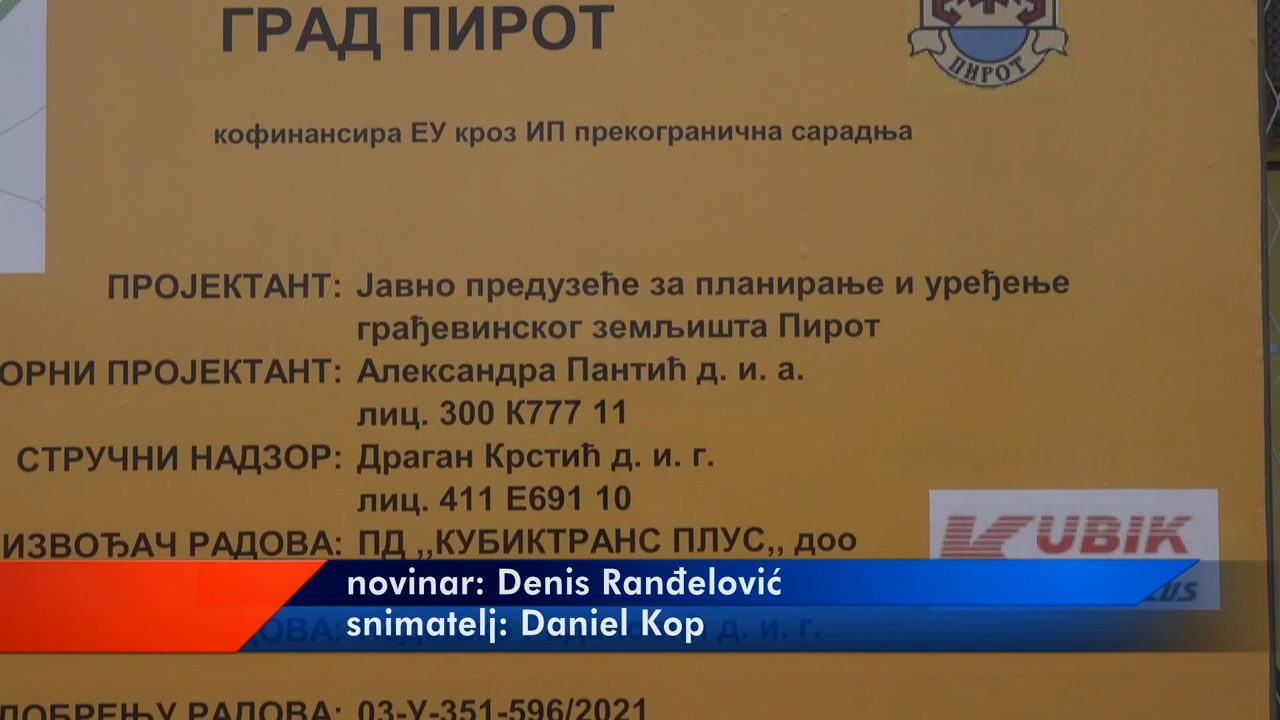 ГРАД ПИРОТ
ПИРОТ
кофинансира ЕУ кроз ИП прекогранична сарадња
ПРОЈЕКТАНТ: Јавно предузеће за планирање и уређење
грађевинског земљишта Пирот
ОРНИ ПРОЈЕКТАНТ: Александра Пантић д. и. а.
лиц. 300 К777 11
СТРУЧНИ НАДЗОР: Драган Крстић д. и. г.
лиц. 411 Е691 10
ИЗВОЂАЧ РАДОВА: ПД ,,КУБИКТРАНС ПЛУС,, доо
KUBIK
novinar: Denis Ranđelović
snimatelj: Daniel Kop
д. и. г.
ДОБРЕЊУ РАДОВА: 03-У-351-596/2021